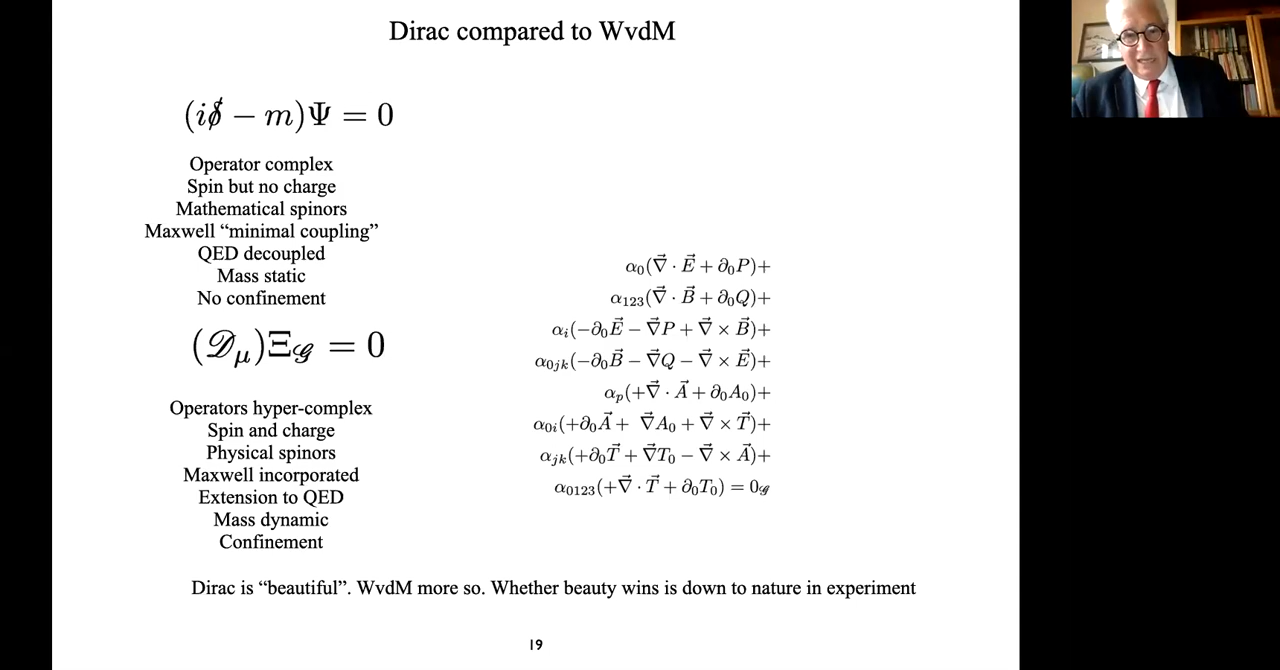 Dirac compared to WvdM
(i∂̸ − m)Ψ = 0
Operator complex
Spin but no charge
Mathematical spinors
Maxwell “minimal coupling”
QED decoupled
Mass static
No confinement
(𝒟_μ)Ξ_𝒢 = 0
Operators hyper-complex
Spin and charge
Physical spinors
Maxwell incorporated
Extension to QED
Mass dynamic
Confinement
α₀(∇⃗ · E⃗ + ∂₀P)+
α₁₂₃(∇⃗ · B⃗ + ∂₀Q)+
αᵢ(−∂₀E⃗ − ∇⃗P + ∇⃗ × B⃗)+
α₀ⱼₖ(−∂₀B⃗ − ∇⃗Q − ∇⃗ × E⃗)+
αₚ(+∇⃗ · A⃗ + ∂₀A₀)+
α₀ᵢ(+∂₀A⃗ + ∇⃗A₀ + ∇⃗ × T⃗)+
αⱼₖ(+∂₀T⃗ + ∇⃗T₀ − ∇⃗ × A⃗)+
α₀₁₂₃(+∇⃗ · T⃗ + ∂₀T₀) = 0_𝒢
Dirac is “beautiful”. WvdM more so. Whether beauty wins is down to nature in experiment
19